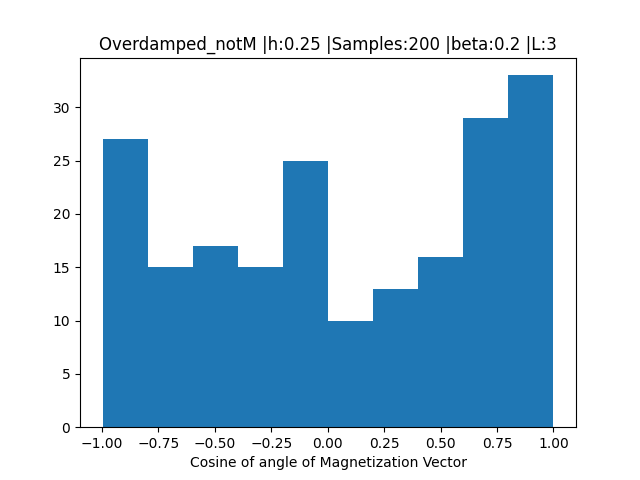 Overdamped_notM |h:0.25 |Samples:200 |beta:0.2 |L:3
30
25
20
15
10
5
0
−1.00 −0.75 −0.50 −0.25 0.00 0.25 0.50 0.75 1.00
Cosine of angle of Magnetization Vector